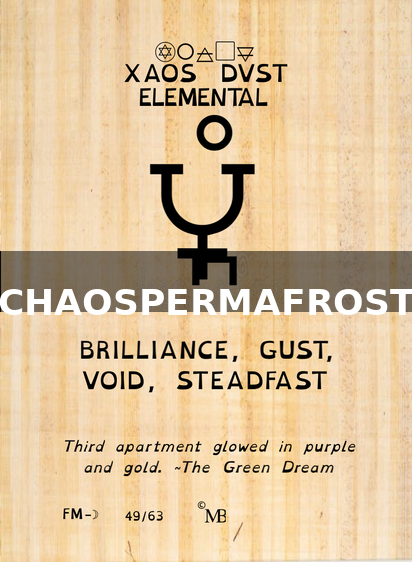 XAOS DVST
ELEMENTAL
CHAOSPERMAFROST
BRILLIANCE, GUST,
VOID, STEADFAST
Third apartment glowed in purple
and gold. ~The Green Dream
FM-☽ 49/63 ©MB